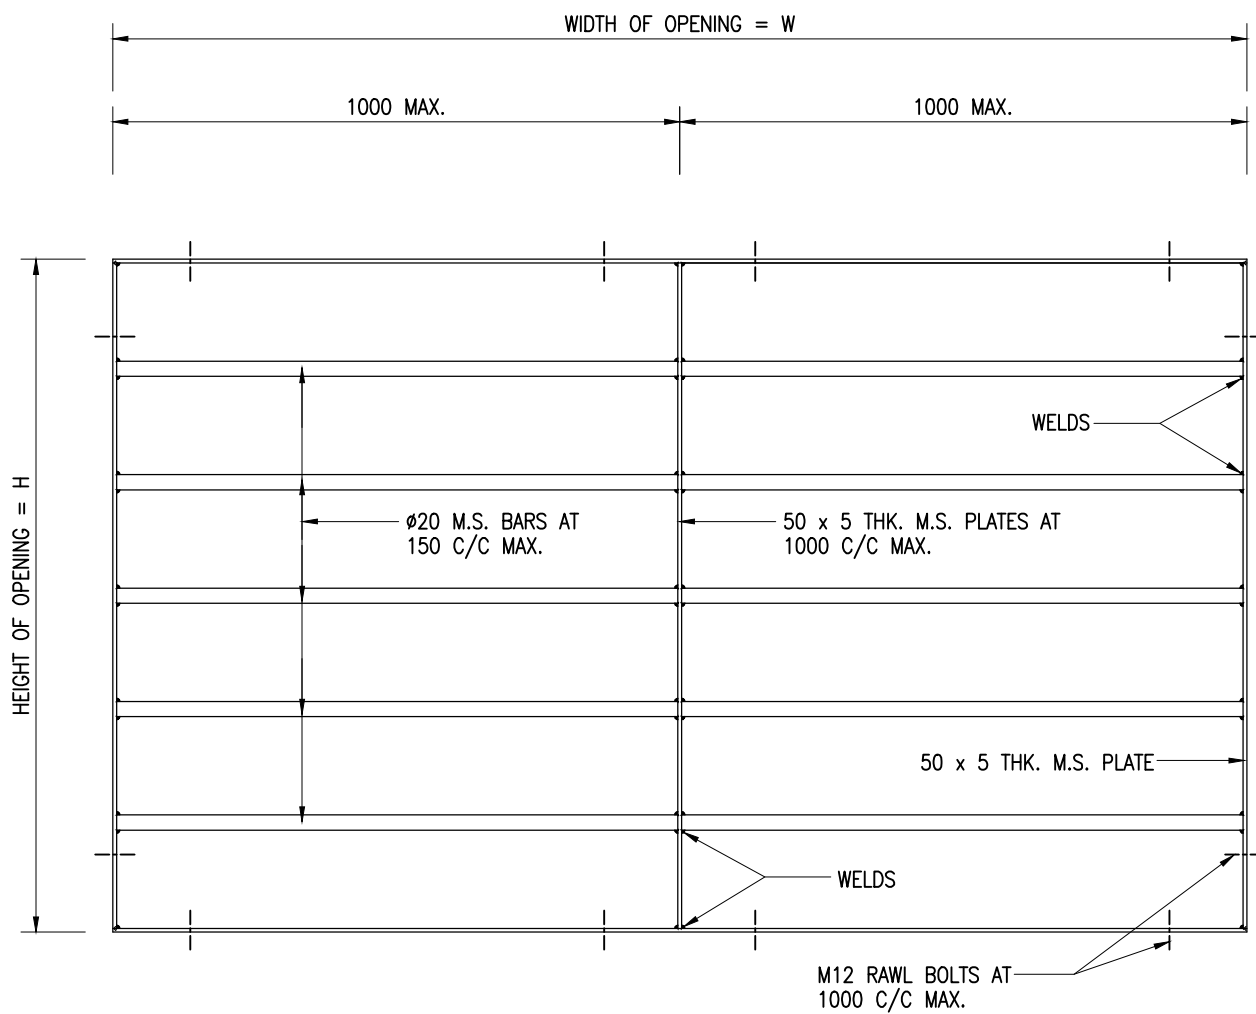 WIDTH OF OPENING = W
1000 MAX.
1000 MAX.
WELDS
HEIGHT OF OPENING = H
ø20 M.S. BARS AT
150 C/C MAX.
50 x 5 THK. M.S. PLATES AT
1000 C/C MAX.
50 x 5 THK. M.S. PLATE
WELDS
M12 RAWL BOLTS AT
1000 C/C MAX.